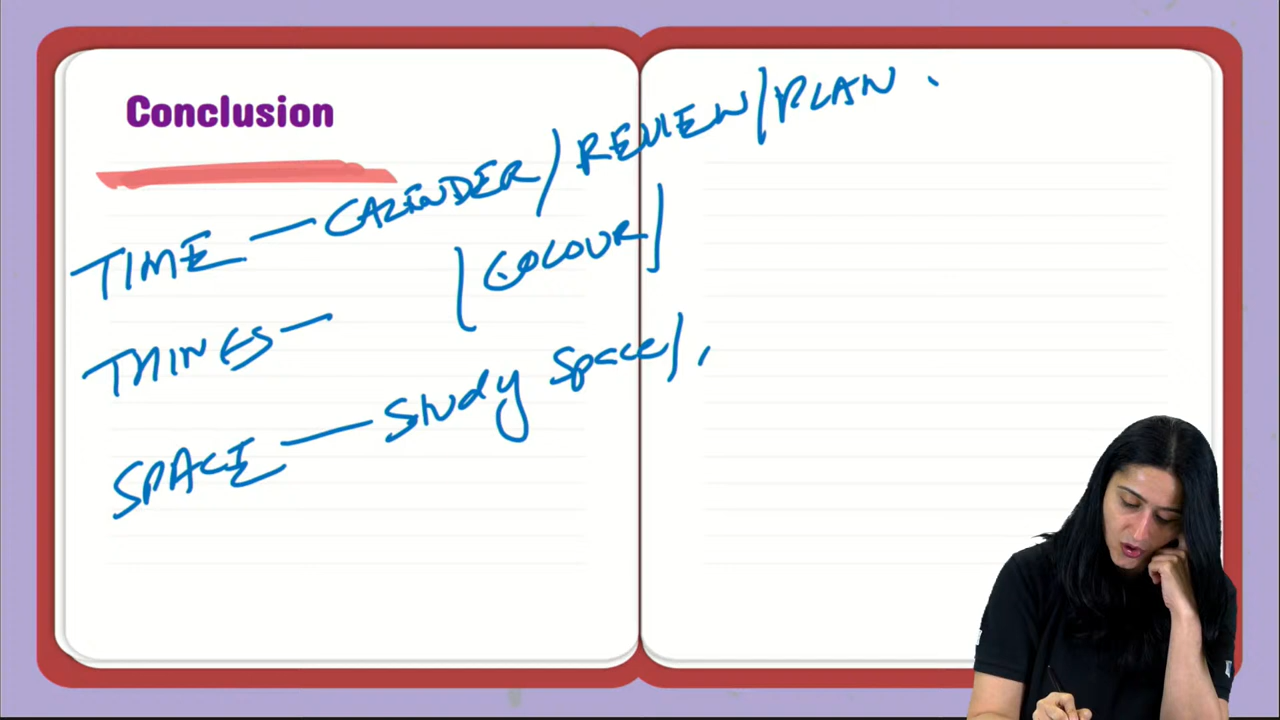 Conclusion
TIME — CALENDER / REVIEW / PLAN .
| COLOUR |
THINGS —
SPACE — Study Space / ,